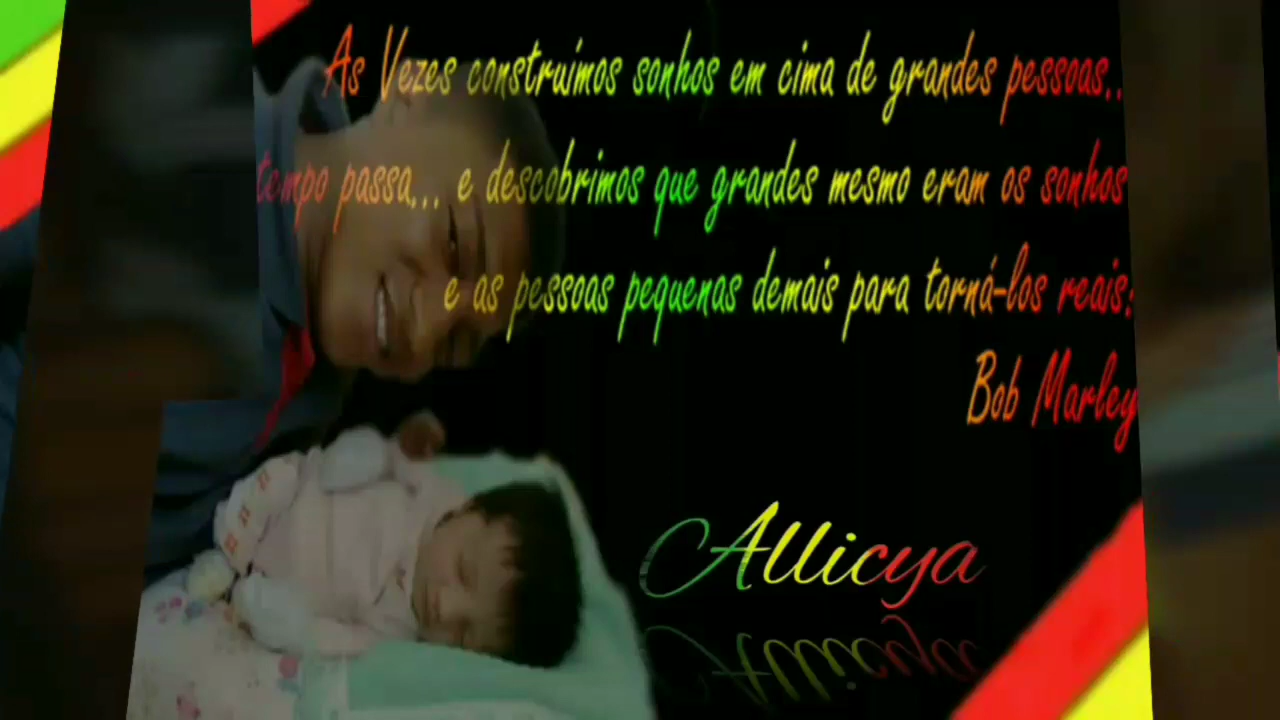 As Vezes construímos sonhos em cima de grandes pessoas..
tempo passa... e descobrimos que grandes mesmo eram os sonhos
e as pessoas pequenas demais para torná-los reais:
Bob Marley
Allicya